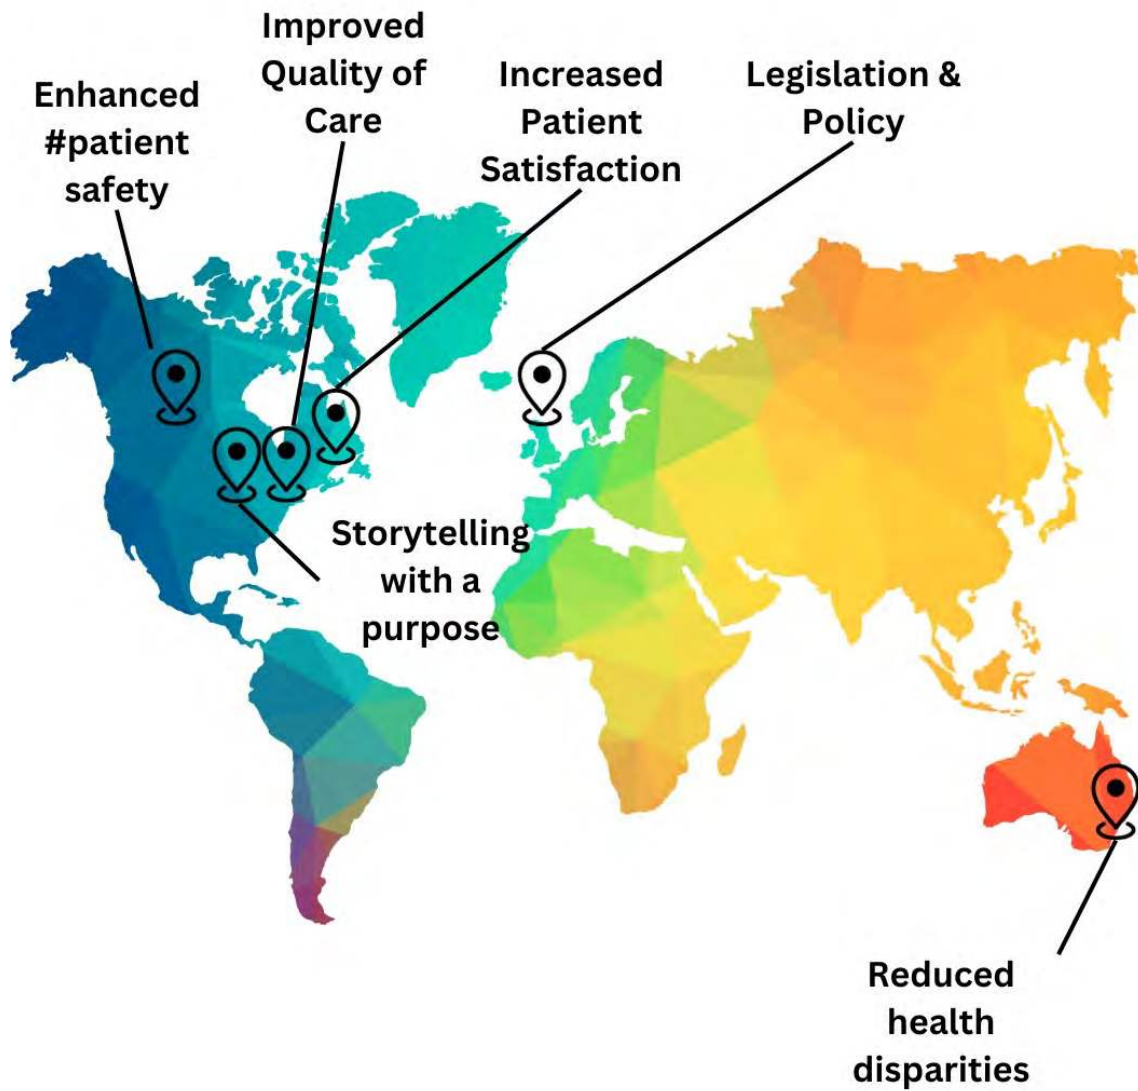 Enhanced
#patient
safety
Improved
Quality of
Care
Increased
Patient
Satisfaction
Legislation &
Policy
Storytelling
with a
purpose
Reduced
health
disparities